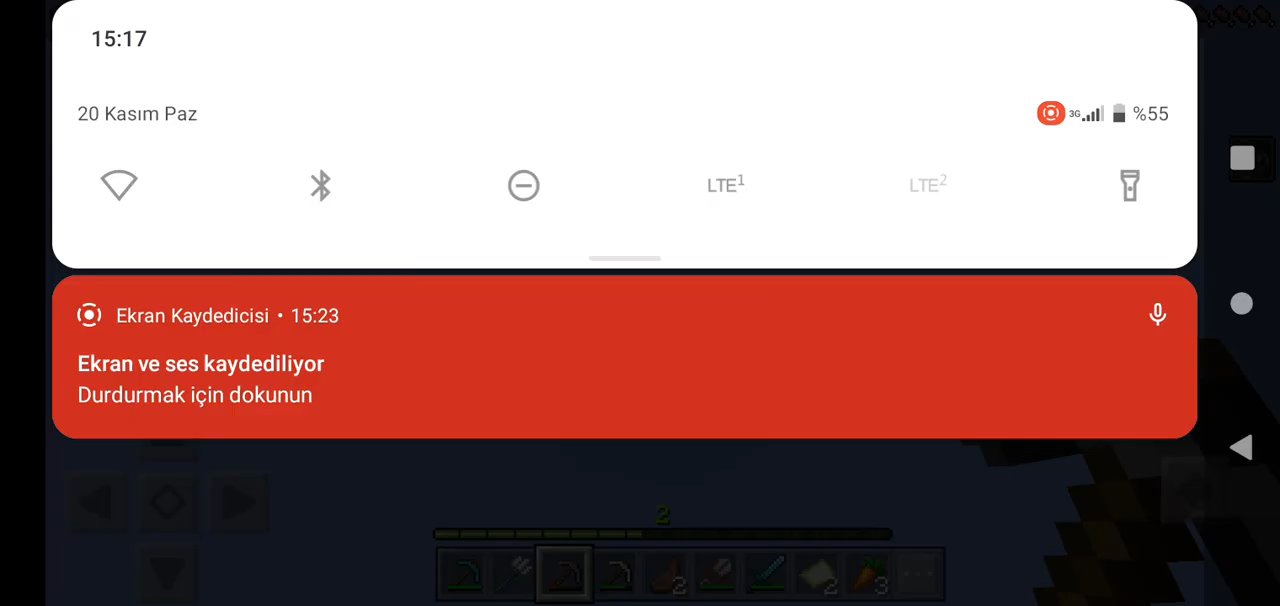 15:17
20 Kasım Paz
3G %55
LTE1
LTE2
Ekran Kaydedicisi • 15:23
Ekran ve ses kaydediliyor
Durdurmak için dokunun
2
2
2
3